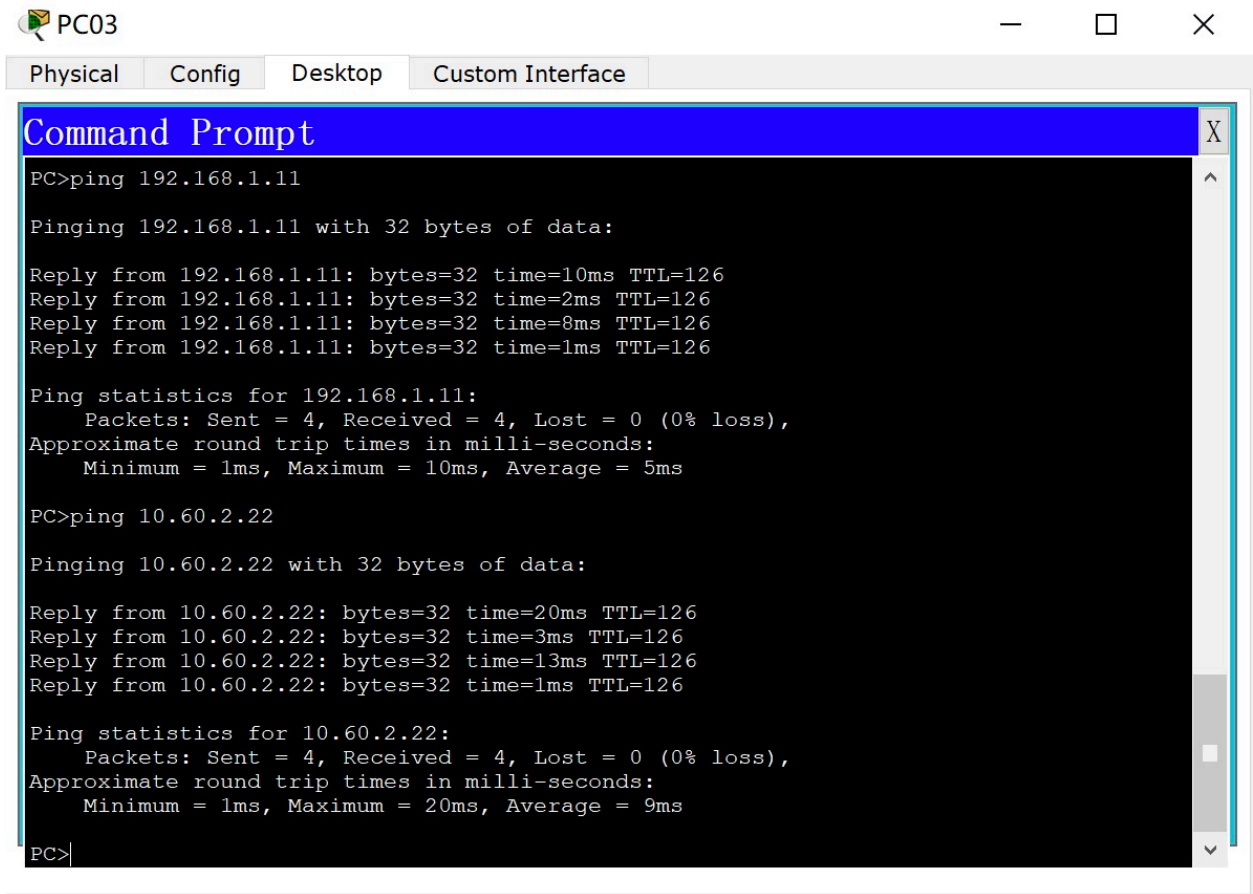 PC03
Physical Config Desktop Custom Interface
Command Prompt X
PC>ping 192.168.1.11
Pinging 192.168.1.11 with 32 bytes of data:
Reply from 192.168.1.11: bytes=32 time=10ms TTL=126
Reply from 192.168.1.11: bytes=32 time=2ms TTL=126
Reply from 192.168.1.11: bytes=32 time=8ms TTL=126
Reply from 192.168.1.11: bytes=32 time=1ms TTL=126
Ping statistics for 192.168.1.11:
Packets: Sent = 4, Received = 4, Lost = 0 (0% loss),
Approximate round trip times in milli-seconds:
Minimum = 1ms, Maximum = 10ms, Average = 5ms
PC>ping 10.60.2.22
Pinging 10.60.2.22 with 32 bytes of data:
Reply from 10.60.2.22: bytes=32 time=20ms TTL=126
Reply from 10.60.2.22: bytes=32 time=3ms TTL=126
Reply from 10.60.2.22: bytes=32 time=13ms TTL=126
Reply from 10.60.2.22: bytes=32 time=1ms TTL=126
Ping statistics for 10.60.2.22:
Packets: Sent = 4, Received = 4, Lost = 0 (0% loss),
Approximate round trip times in milli-seconds:
Minimum = 1ms, Maximum = 20ms, Average = 9ms
PC>